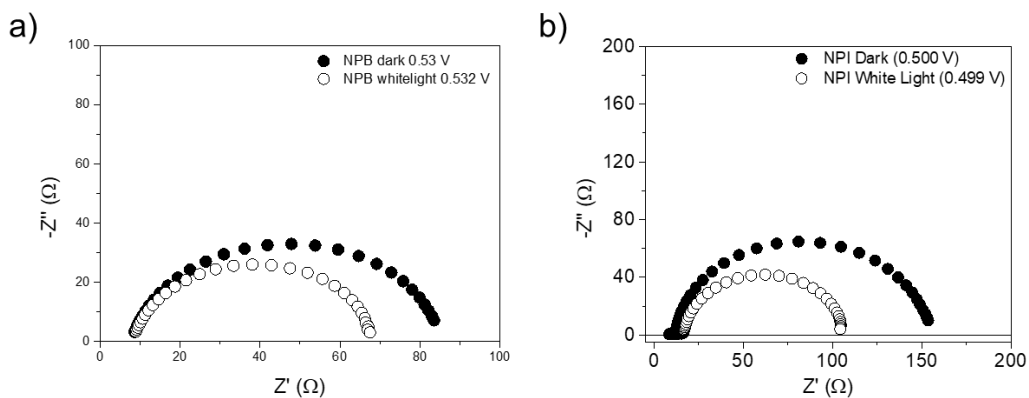 a)
100
80
60
40
20
0
0 20 40 60 80 100
-Z'' (Ω)
Z' (Ω)
NPB dark 0.53 V
NPB whitelight 0.532 V
b)
200
160
120
80
40
0
0 50 100 150 200
-Z'' (Ω)
Z' (Ω)
NPI Dark (0.500 V)
NPI White Light (0.499 V)